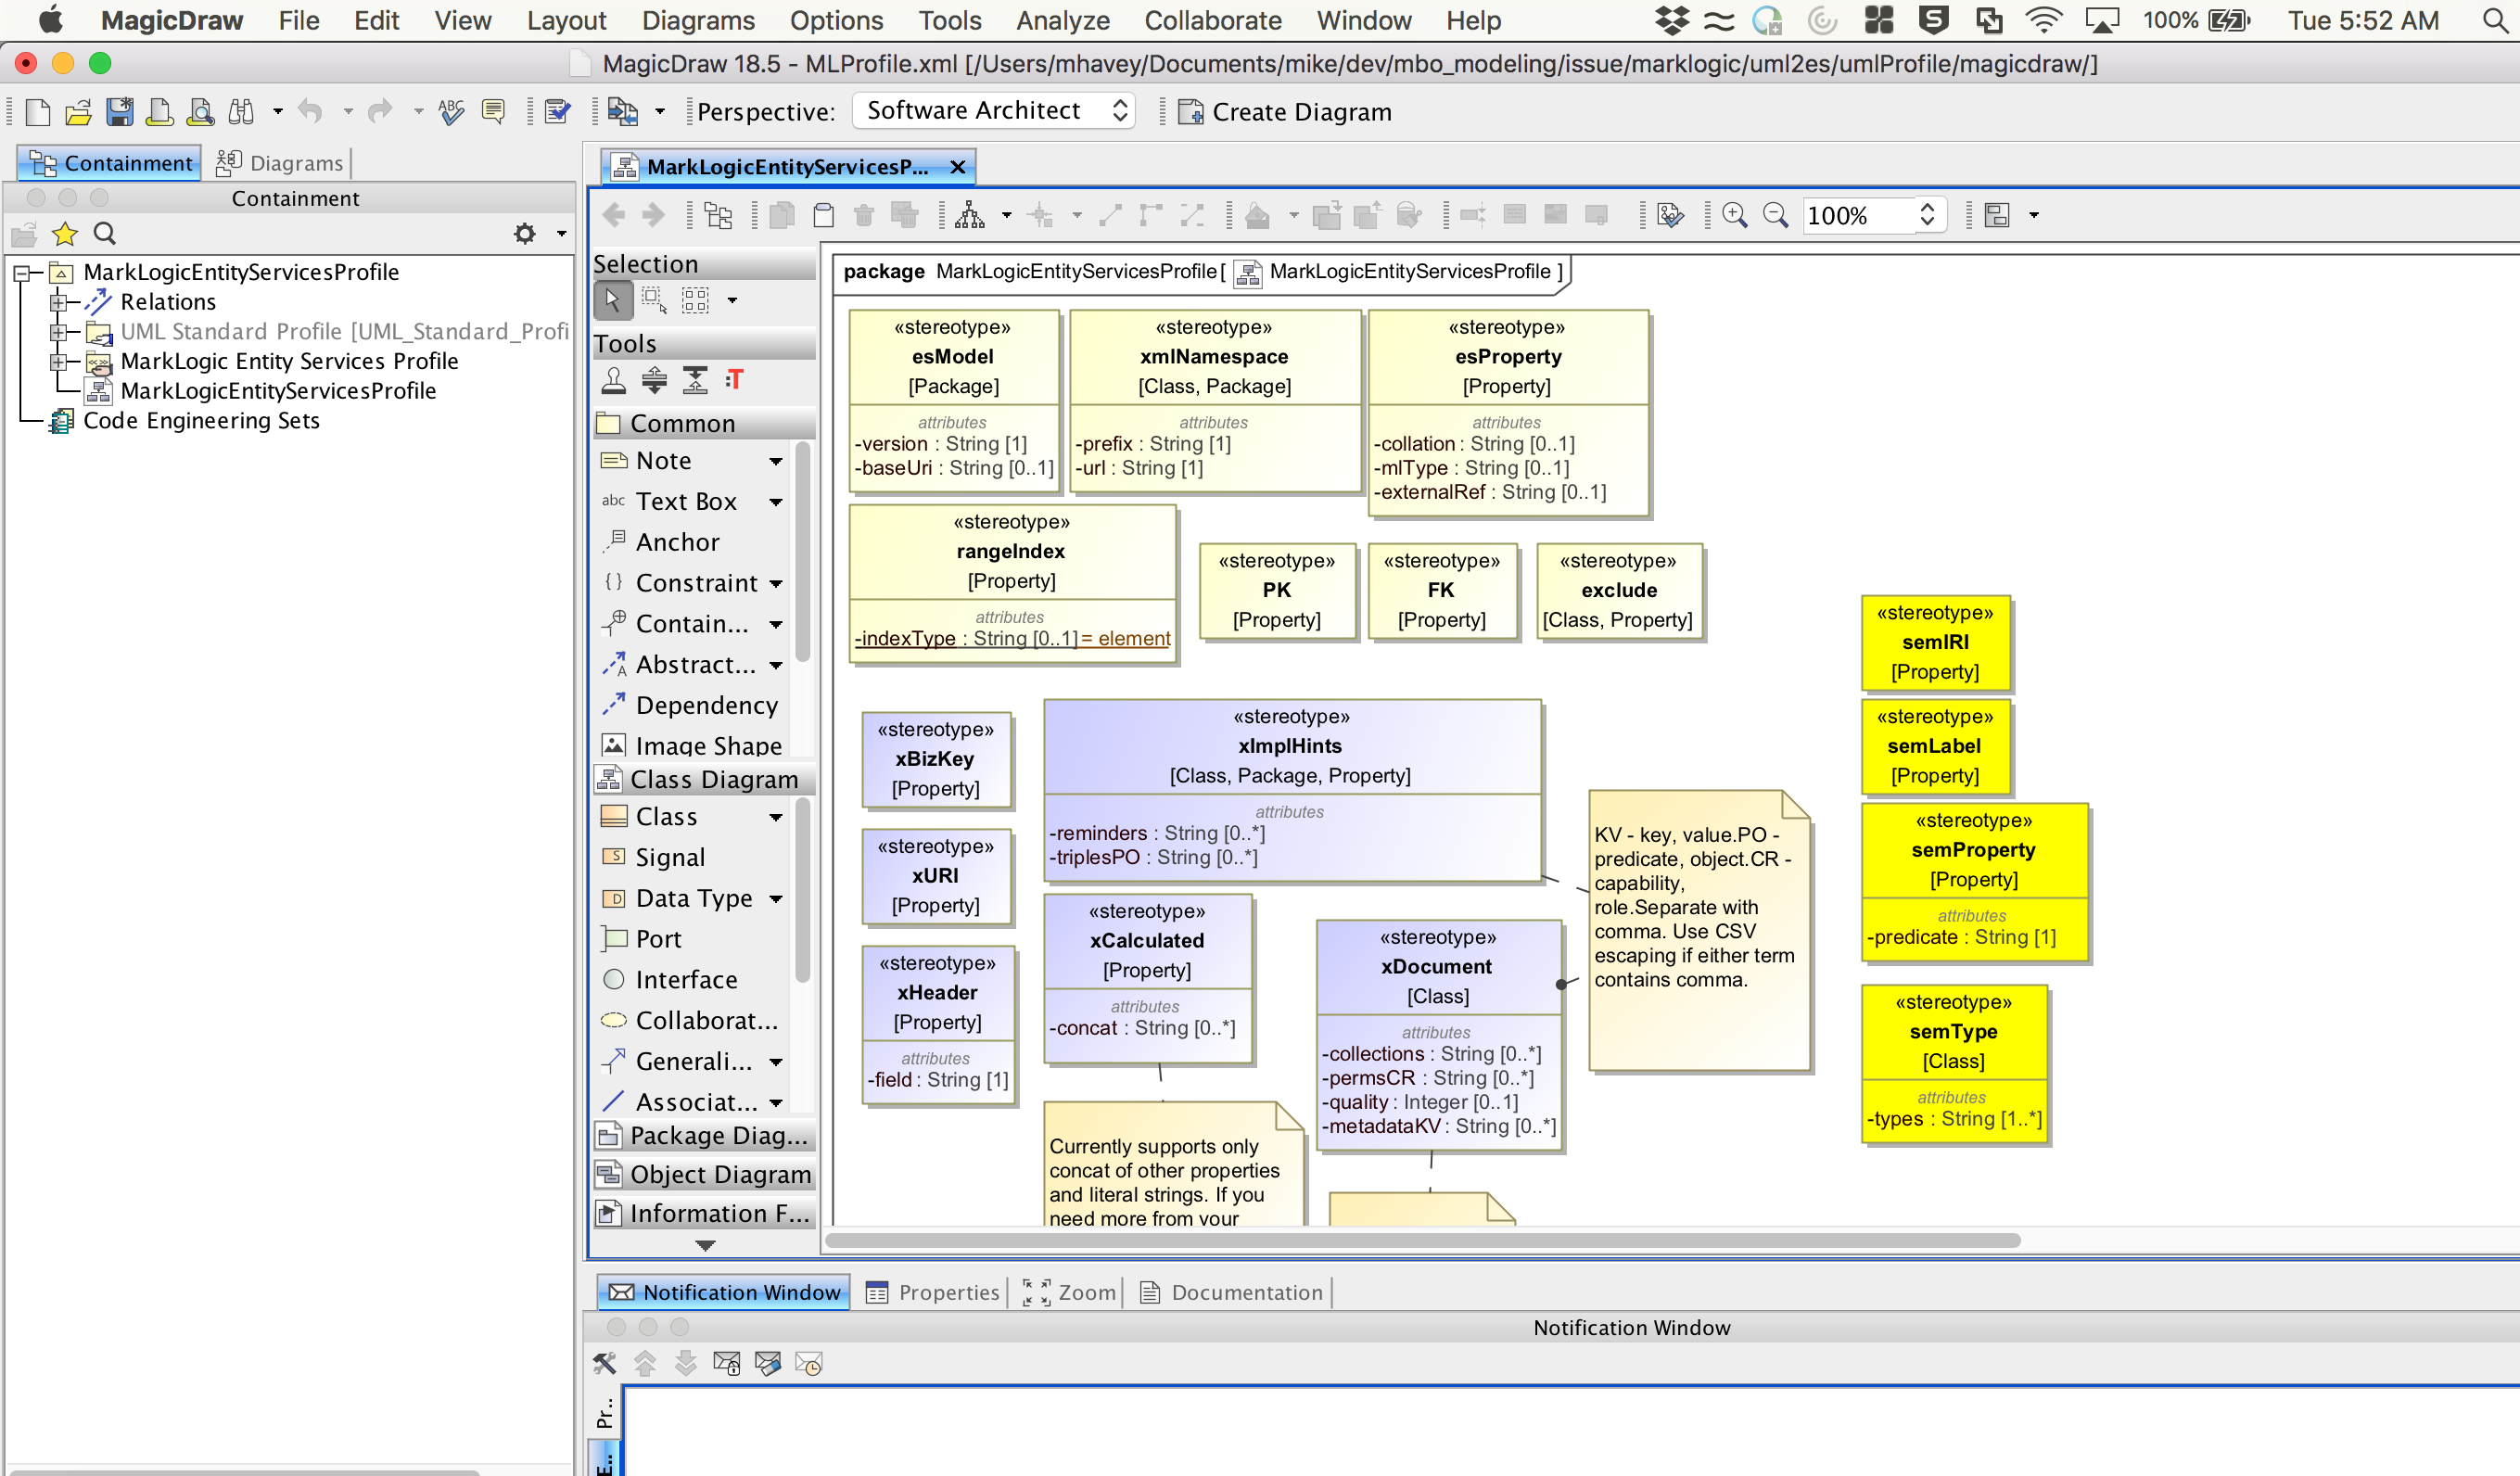 MagicDraw File Edit View Layout Diagrams Options Tools Analyze Collaborate Window Help 100% Tue 5:52 AM
MagicDraw 18.5 - MLProfile.xml [/Users/mhavey/Documents/mike/dev/mbo_modeling/issue/marklogic/uml2es/umlProfile/magicdraw/]
ABC Perspective: Software Architect Create Diagram
Containment Diagrams
Containment
MarkLogicEntityServicesProfile
Relations
UML Standard Profile [UML_Standard_Profi
MarkLogic Entity Services Profile
MarkLogicEntityServicesProfile
Code Engineering Sets
MarkLogicEntityServicesP...
100%
Selection
Tools
:T
Common
Note
abc Text Box
Anchor
{} Constraint
Contain...
Abstract...
Dependency
Image Shape
Class Diagram
Class
Signal
Data Type
Port
Interface
Collaborat...
Generali...
Associat...
Package Diag...
Object Diagram
Information F...
package MarkLogicEntityServicesProfile[ MarkLogicEntityServicesProfile ]
«stereotype»
esModel
[Package]
attributes
-version : String [1]
-baseUri : String [0..1]
«stereotype»
xmlNamespace
[Class, Package]
attributes
-prefix : String [1]
-url : String [1]
«stereotype»
esProperty
[Property]
attributes
-collation : String [0..1]
-mlType : String [0..1]
-externalRef : String [0..1]
«stereotype»
rangeIndex
[Property]
attributes
-indexType : String [0..1] = element
«stereotype»
PK
[Property]
«stereotype»
FK
[Property]
«stereotype»
exclude
[Class, Property]
«stereotype»
semIRI
[Property]
«stereotype»
semLabel
[Property]
«stereotype»
semProperty
[Property]
attributes
-predicate : String [1]
«stereotype»
semType
[Class]
attributes
-types : String [1..*]
«stereotype»
xBizKey
[Property]
«stereotype»
xURI
[Property]
«stereotype»
xHeader
[Property]
attributes
-field : String [1]
«stereotype»
xImplHints
[Class, Package, Property]
attributes
-reminders : String [0..*]
-triplesPO : String [0..*]
«stereotype»
xCalculated
[Property]
attributes
-concat : String [0..*]
«stereotype»
xDocument
[Class]
attributes
-collections : String [0..*]
-permsCR : String [0..*]
-quality : Integer [0..1]
-metadataKV : String [0..*]
KV - key, value.PO -
predicate, object.CR -
capability,
role.Separate with
comma. Use CSV
escaping if either term
contains comma.
Currently supports only
concat of other properties
and literal strings. If you
need more from your
Notification Window Properties Zoom Documentation
Notification Window
Pr..
E..